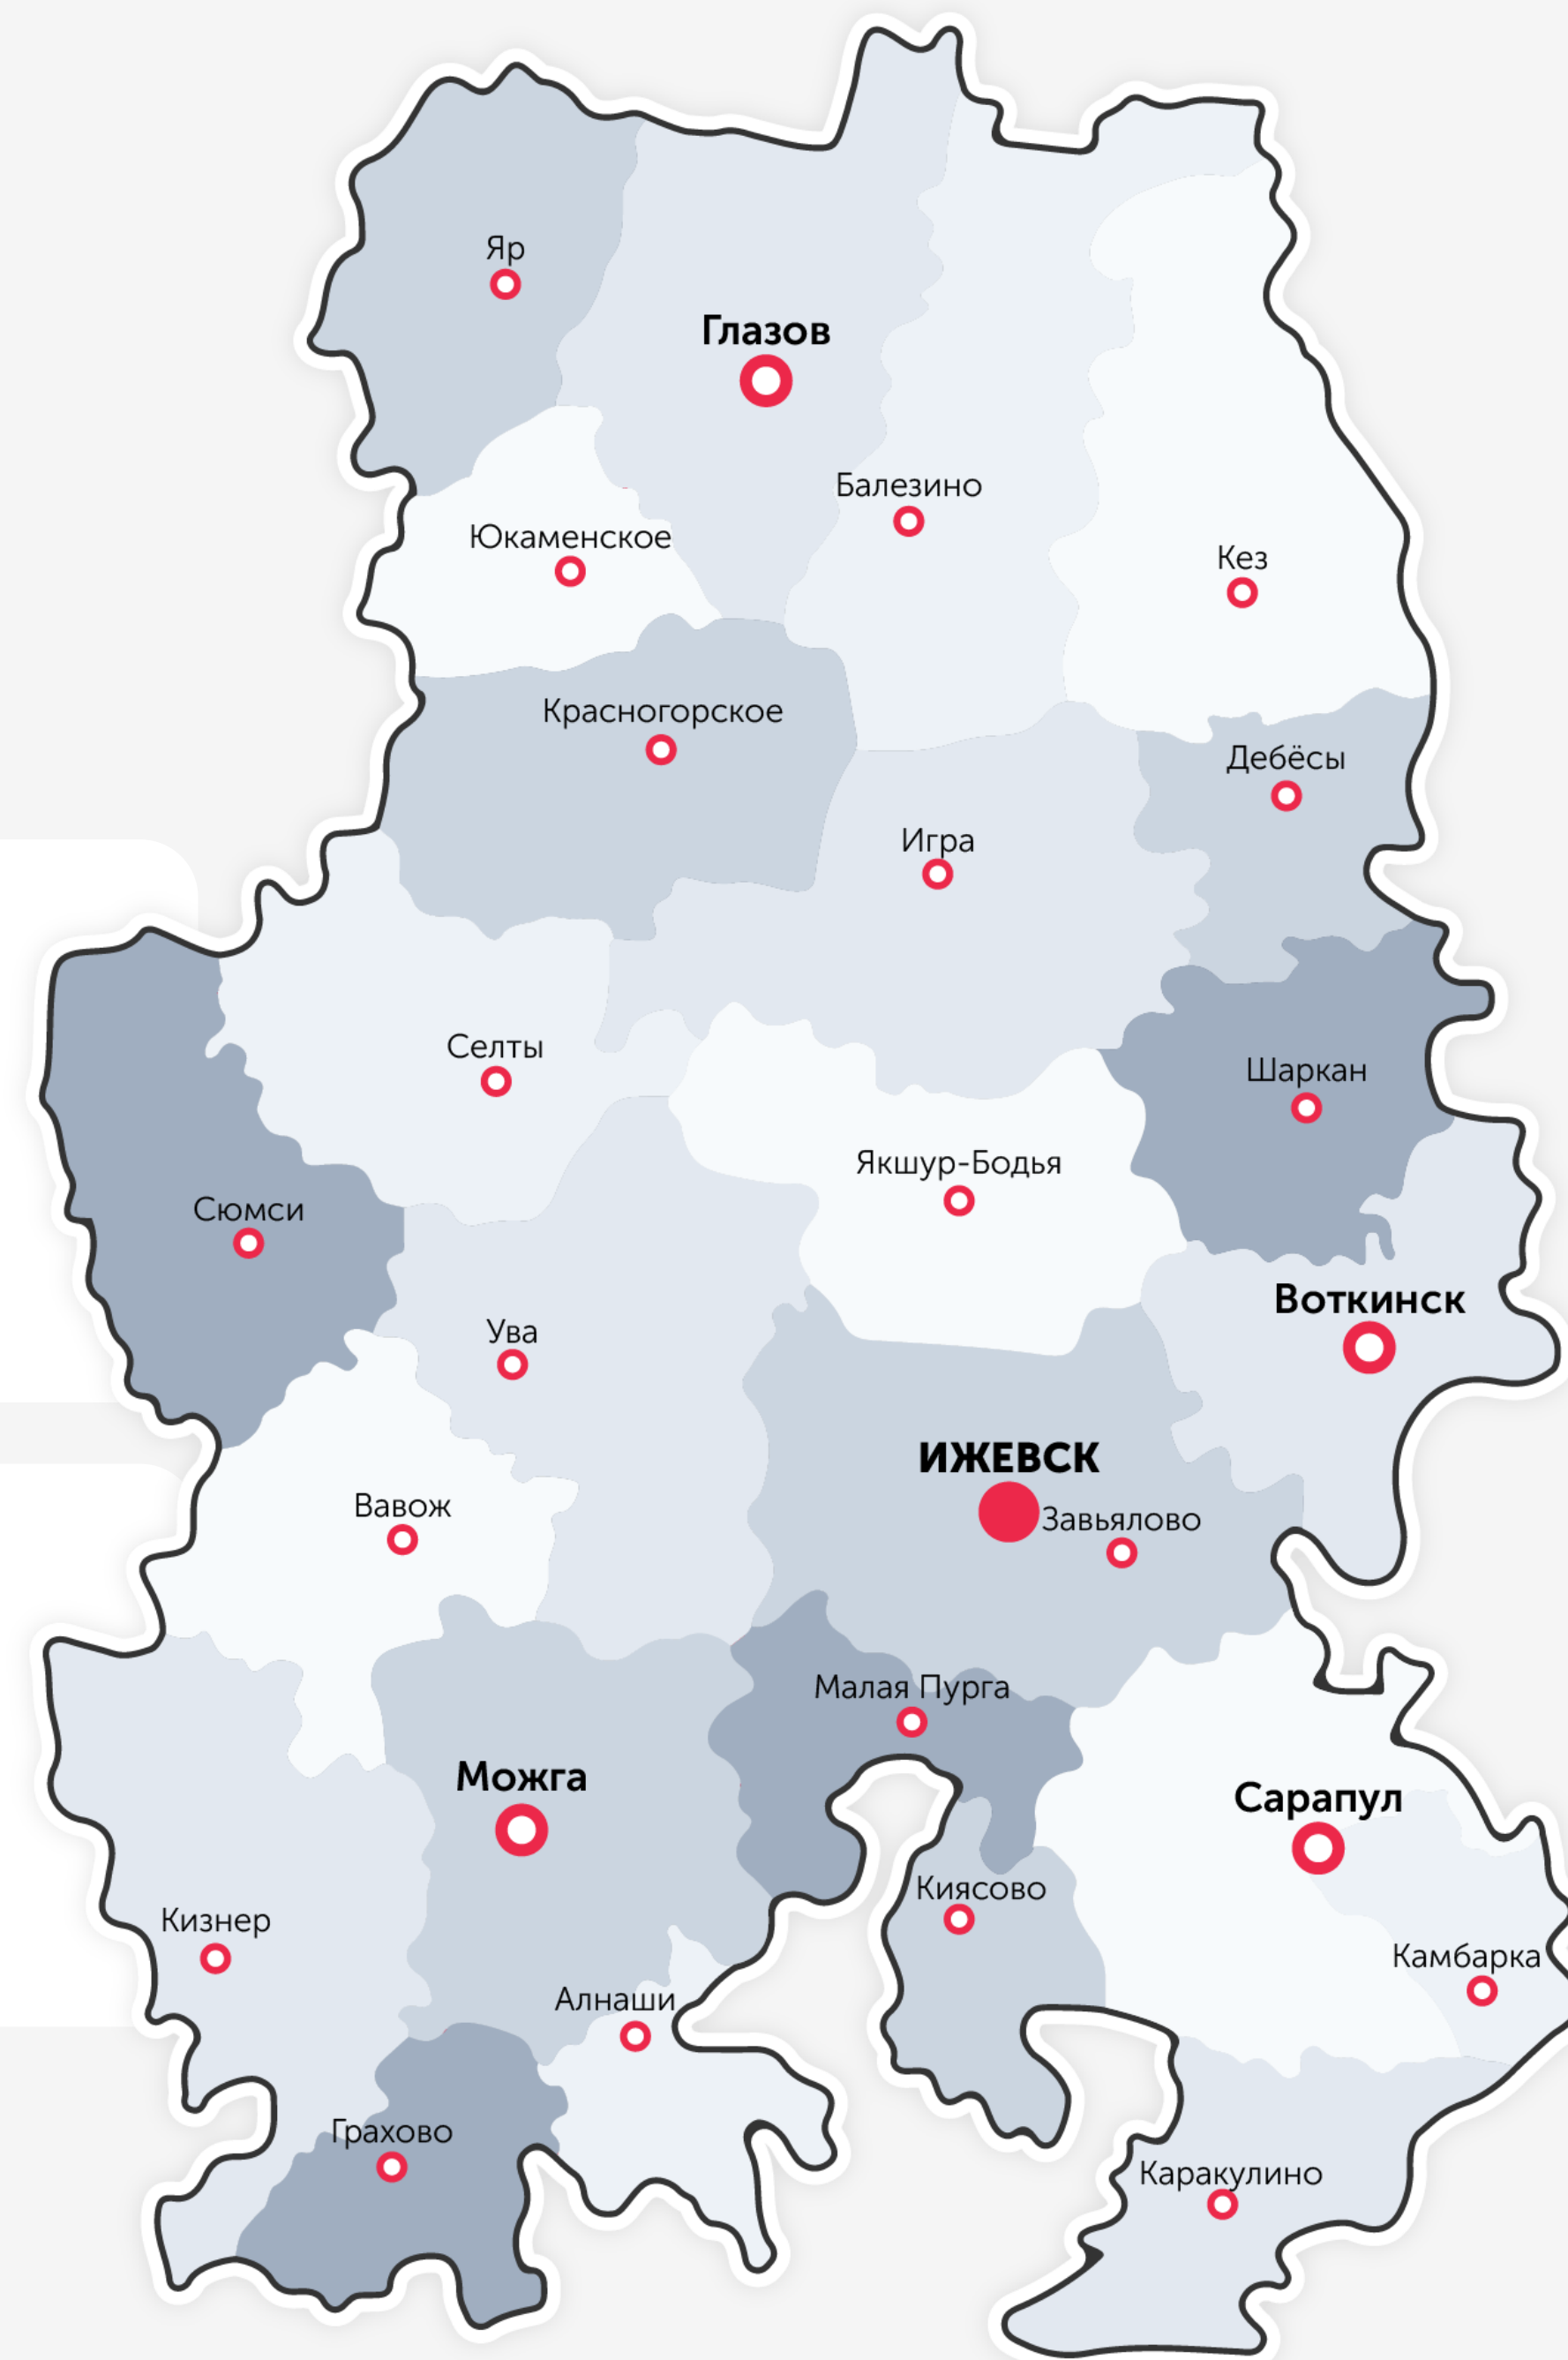 Яр
Глазов
Балезино
Юкаменское
Кез
Красногорское
Дебёсы
Игра
Селты
Шаркан
Якшур-Бодья
Сюмси
Воткинск
Ува
ИЖЕВСК
Вавож
Завьялово
Малая Пурга
Можга
Сарапул
Киясово
Кизнер
Камбарка
Алнаши
Грахово
Каракулино